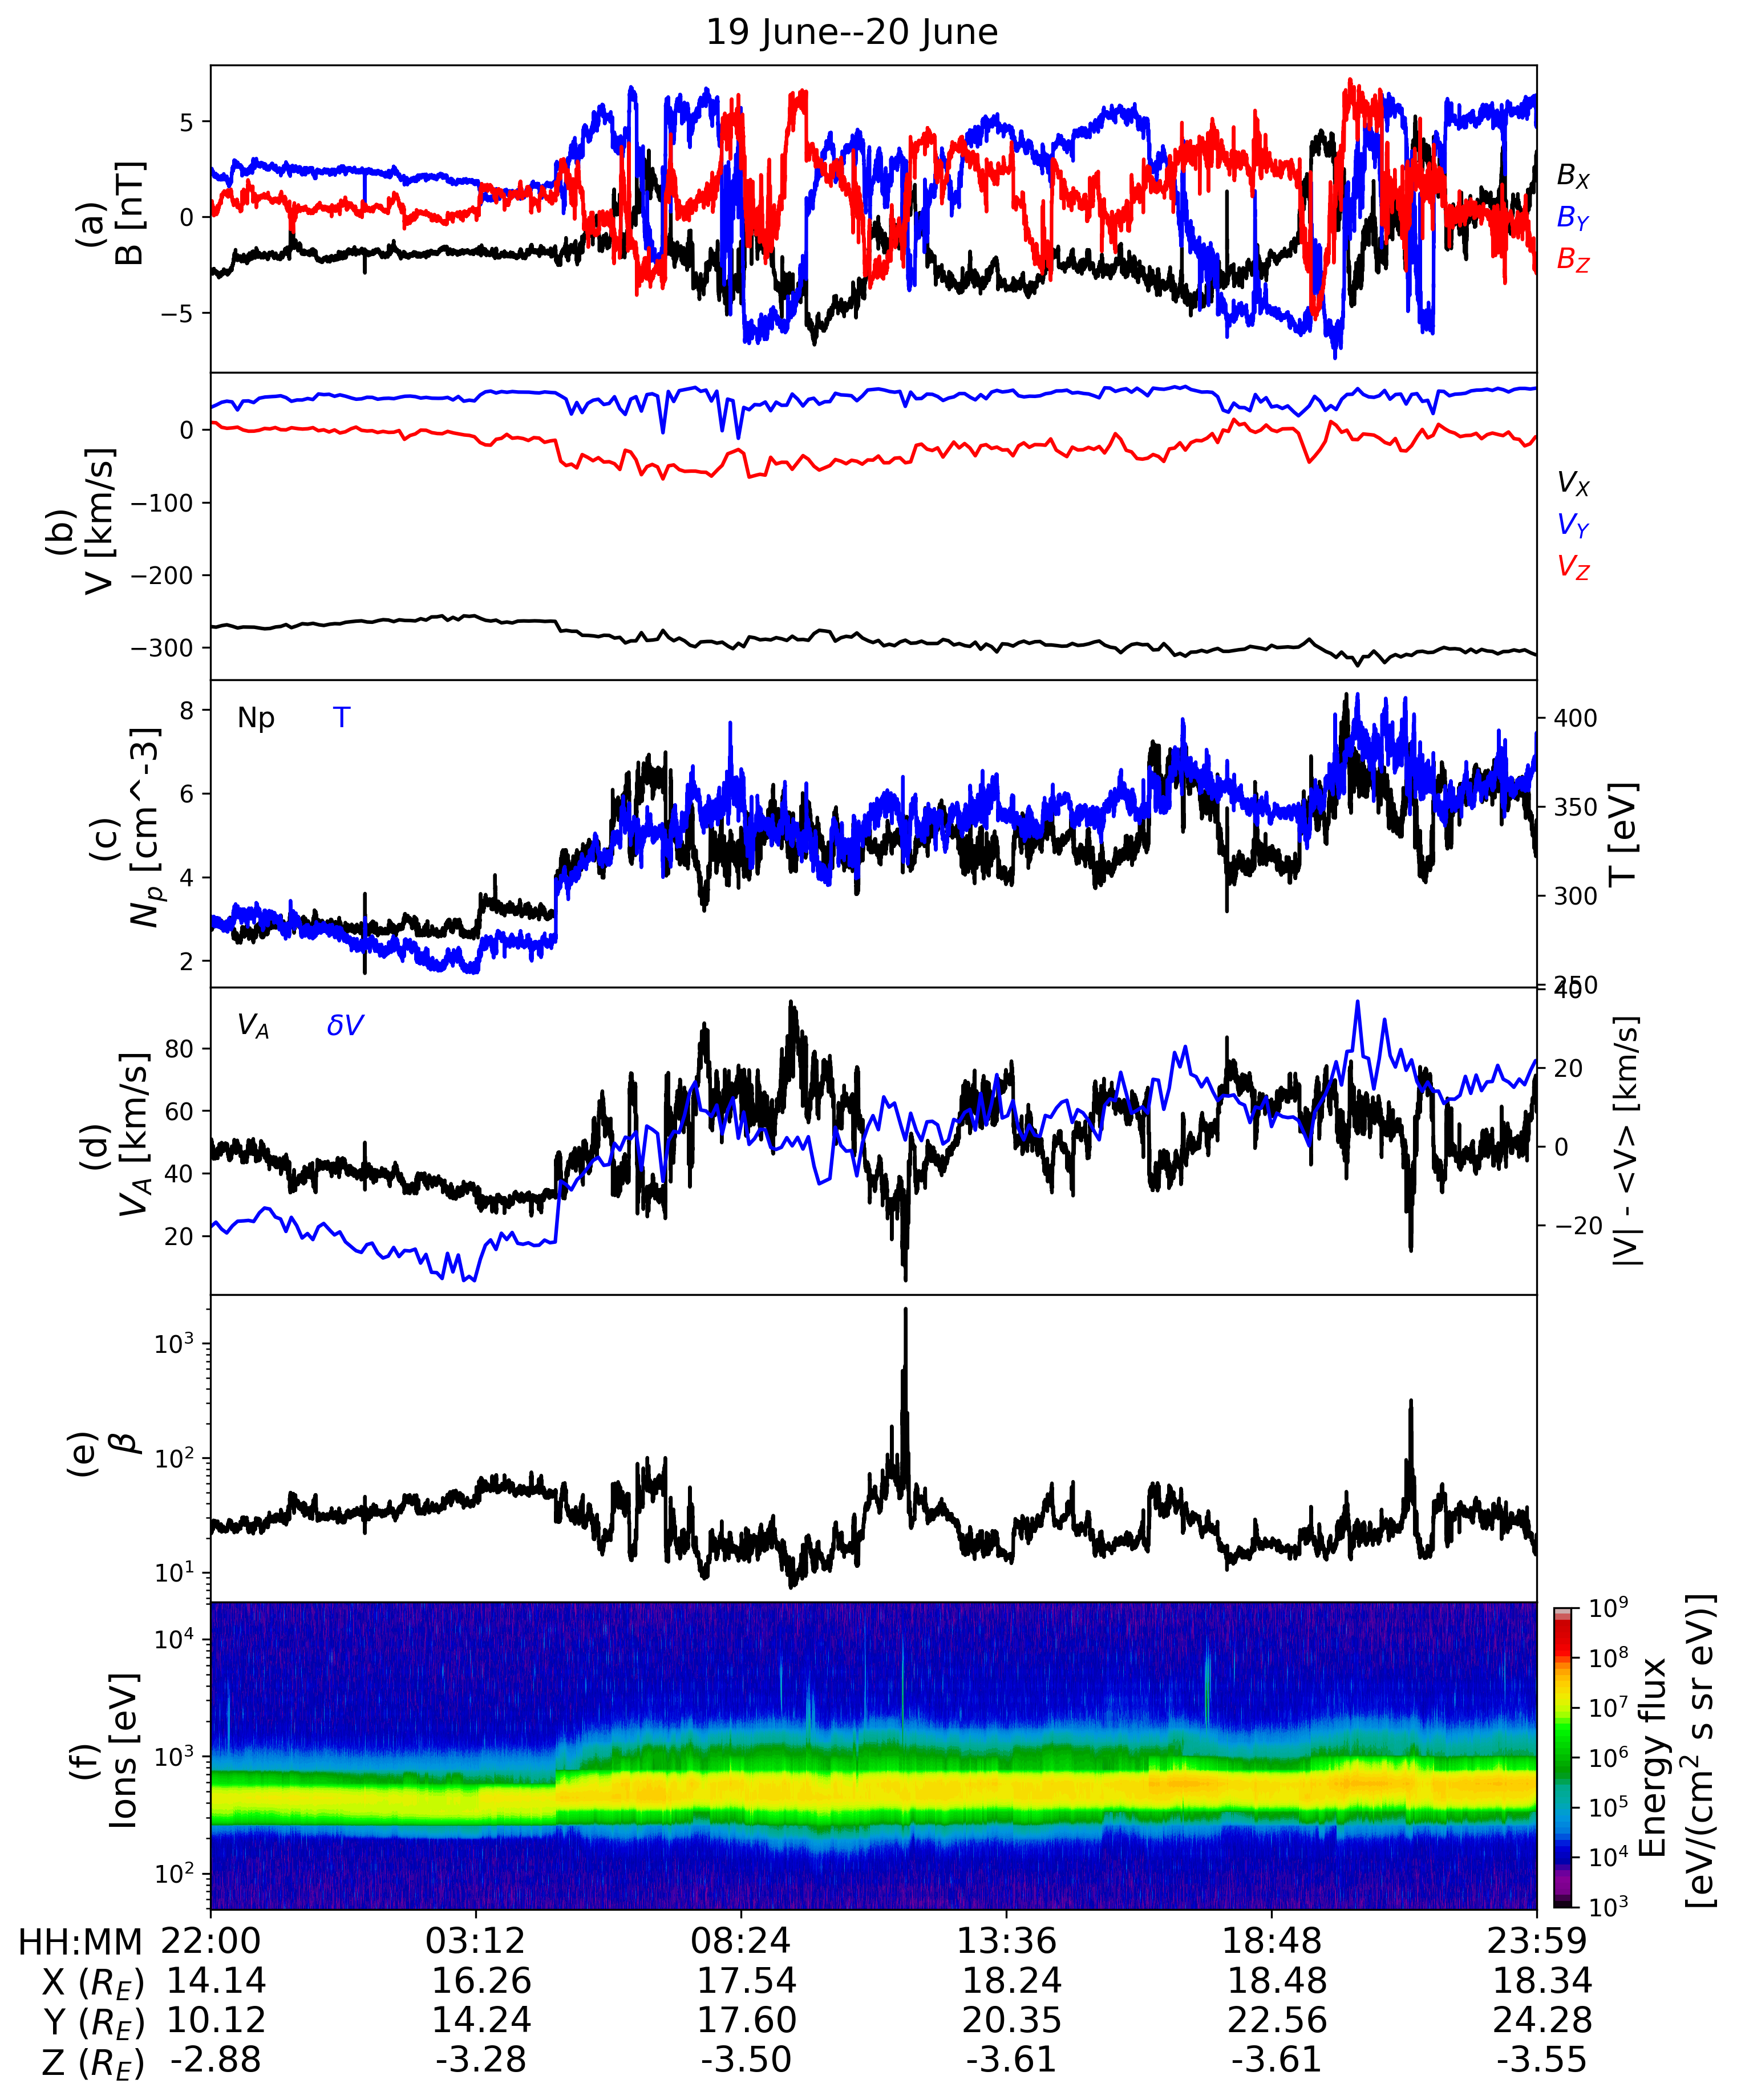 19 June--20 June
5
0
−5
(a)
B [nT]
B_X
B_Y
B_Z
0
−100
−200
−300
(b)
V [km/s]
V_X
V_Y
V_Z
Np T
8
6
4
2
(c)
N_p [cm^-3]
400
350
300
250
T [eV]
V_A δV
80
60
40
20
(d)
V_A [km/s]
40
20
0
−20
|V| - <V> [km/s]
10^3
10^2
10^1
(e)
β
10^4
10^3
10^2
(f)
Ions [eV]
10^9
10^8
10^7
10^6
10^5
10^4
10^3
Energy flux
[eV/(cm^2 s sr eV)]
HH:MM 22:00 03:12 08:24 13:36 18:48 23:59
X (R_E) 14.14 16.26 17.54 18.24 18.48 18.34
Y (R_E) 10.12 14.24 17.60 20.35 22.56 24.28
Z (R_E) -2.88 -3.28 -3.50 -3.61 -3.61 -3.55